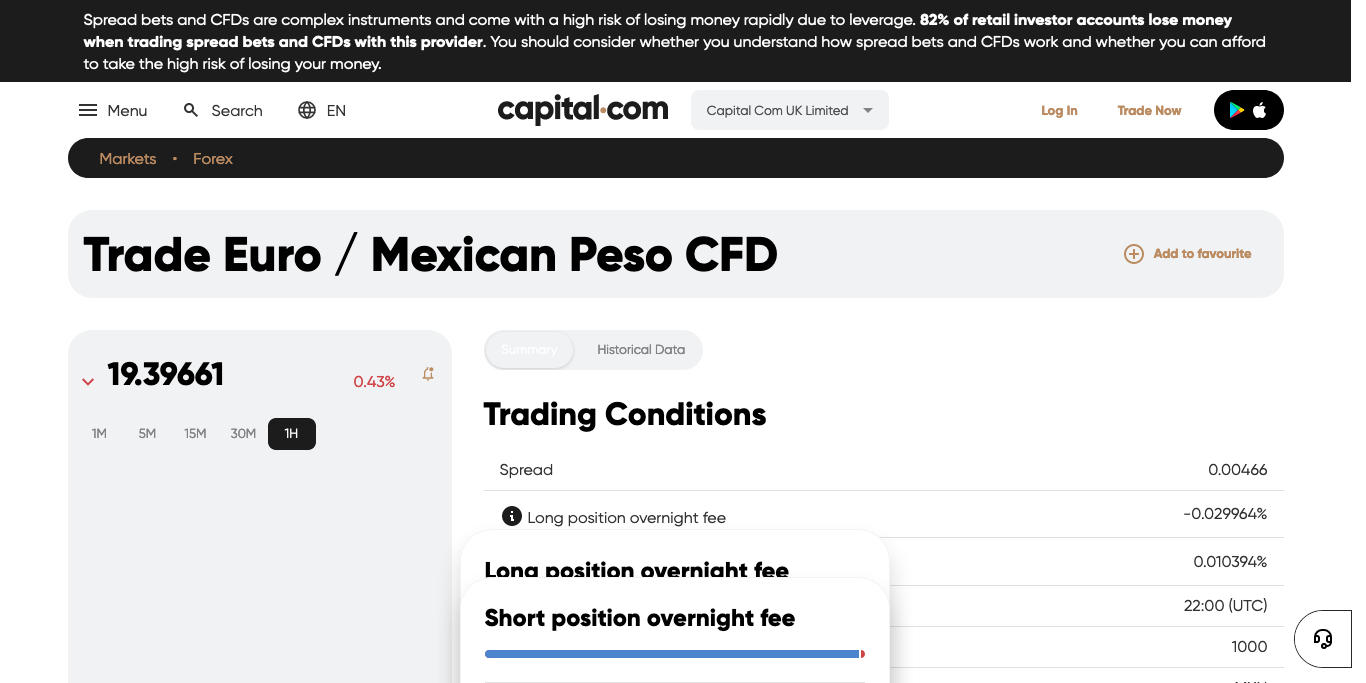 Spread bets and CFDs are complex instruments and come with a high risk of losing money rapidly due to leverage. 82% of retail investor accounts lose money
when trading spread bets and CFDs with this provider. You should consider whether you understand how spread bets and CFDs work and whether you can afford
to take the high risk of losing your money.
Menu Search EN capital.com Capital Com UK Limited Log In Trade Now
Markets • Forex
Trade Euro / Mexican Peso CFD Add to favourite
19.39661 0.43%
1M 5M 15M 30M 1H
Summary Historical Data
Trading Conditions
Spread 0.00466
Long position overnight fee -0.029964%
Long position overnight fee
0.010394%
Short position overnight fee
22:00 (UTC)
1000